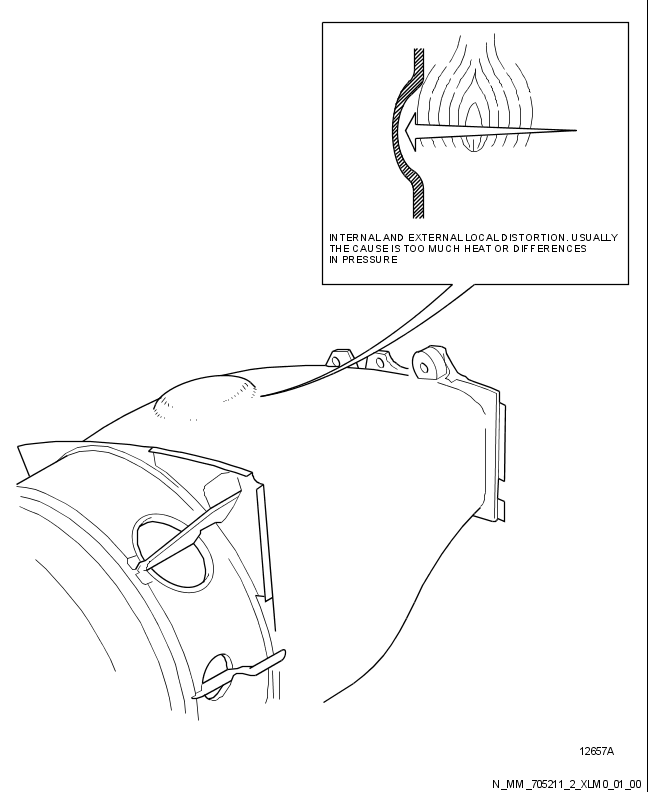 INTERNAL AND EXTERNAL LOCAL DISTORTION. USUALLY
THE CAUSE IS TOO MUCH HEAT OR DIFFERENCES
IN PRESSURE
12657A
N_MM_705211_2_XLM0_01_00